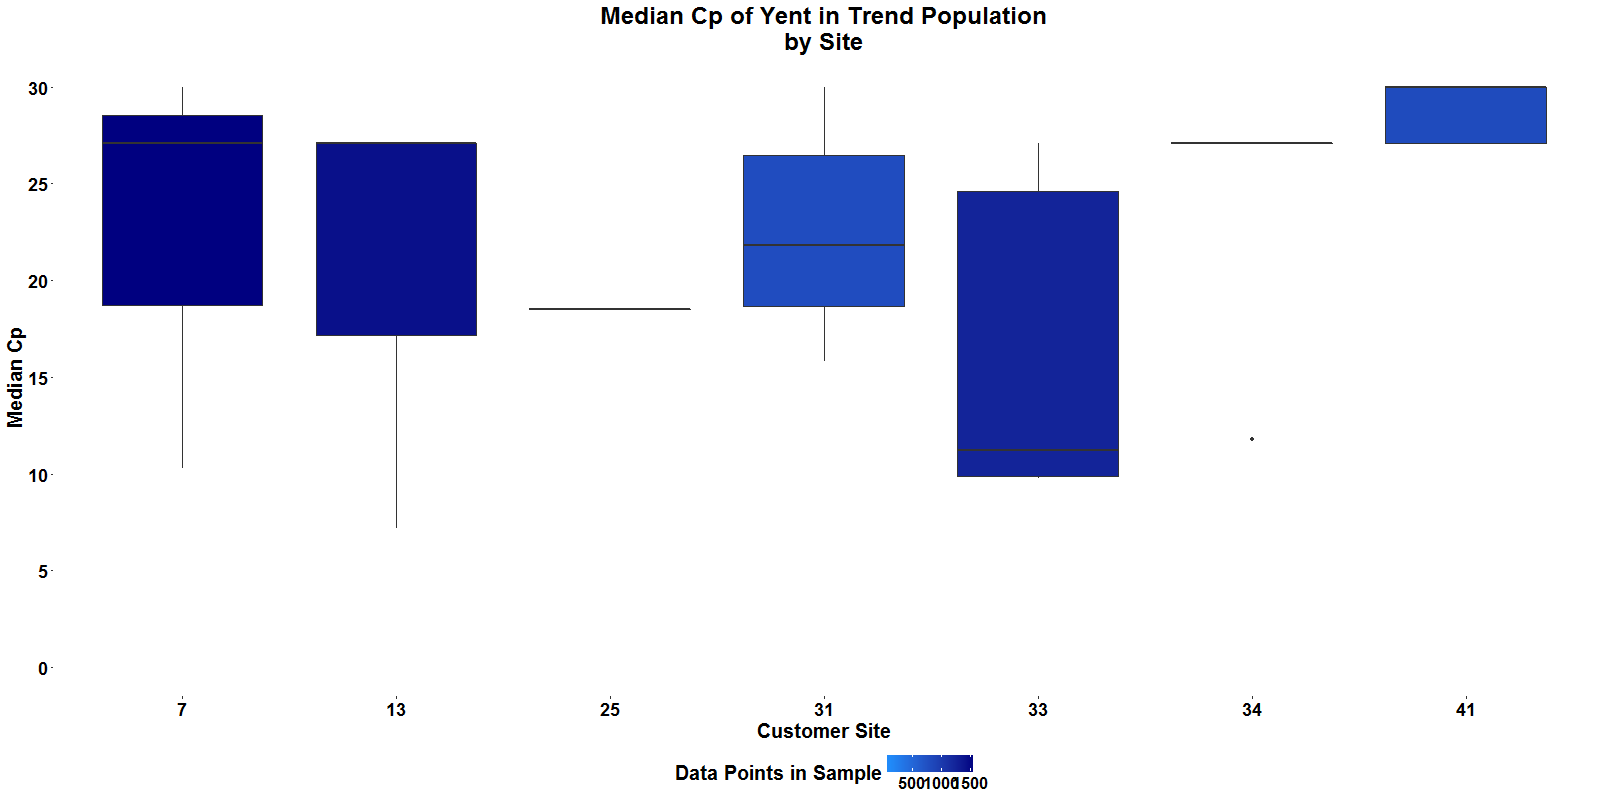 Median Cp of Yent in Trend Population
by Site
Median Cp
30
25
20
15
10
5
0
7 13 25 31 33 34 41
Customer Site
Data Points in Sample
500 1000 1500